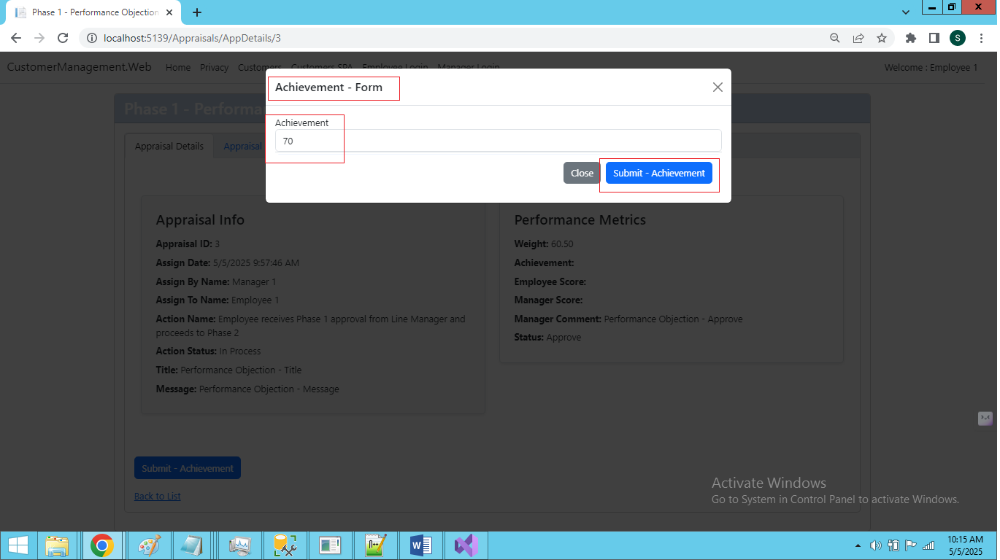 Phase 1 - Performance Objection
localhost:5139/Appraisals/AppDetails/3
S
CustomerManagement.Web Home Privacy Customers Customers SPA Employee Login Manager Login Welcome : Employee 1
Achievement - Form
Phase 1 - Performa
Achievement
70
Appraisal Details Appraisal
Close Submit - Achievement
Appraisal Info
Appraisal ID: 3
Assign Date: 5/5/2025 9:57:46 AM
Assign By Name: Manager 1
Assign To Name: Employee 1
Action Name: Employee receives Phase 1 approval from Line Manager and
proceeds to Phase 2
Action Status: In Process
Title: Performance Objection - Title
Message: Performance Objection - Message
Performance Metrics
Weight: 60.50
Achievement:
Employee Score:
Manager Score:
Manager Comment: Performance Objection - Approve
Status: Approve
Submit - Achievement
Back to List
Activate Windows
Go to System in Control Panel to activate Windows.
10:15 AM
5/5/2025